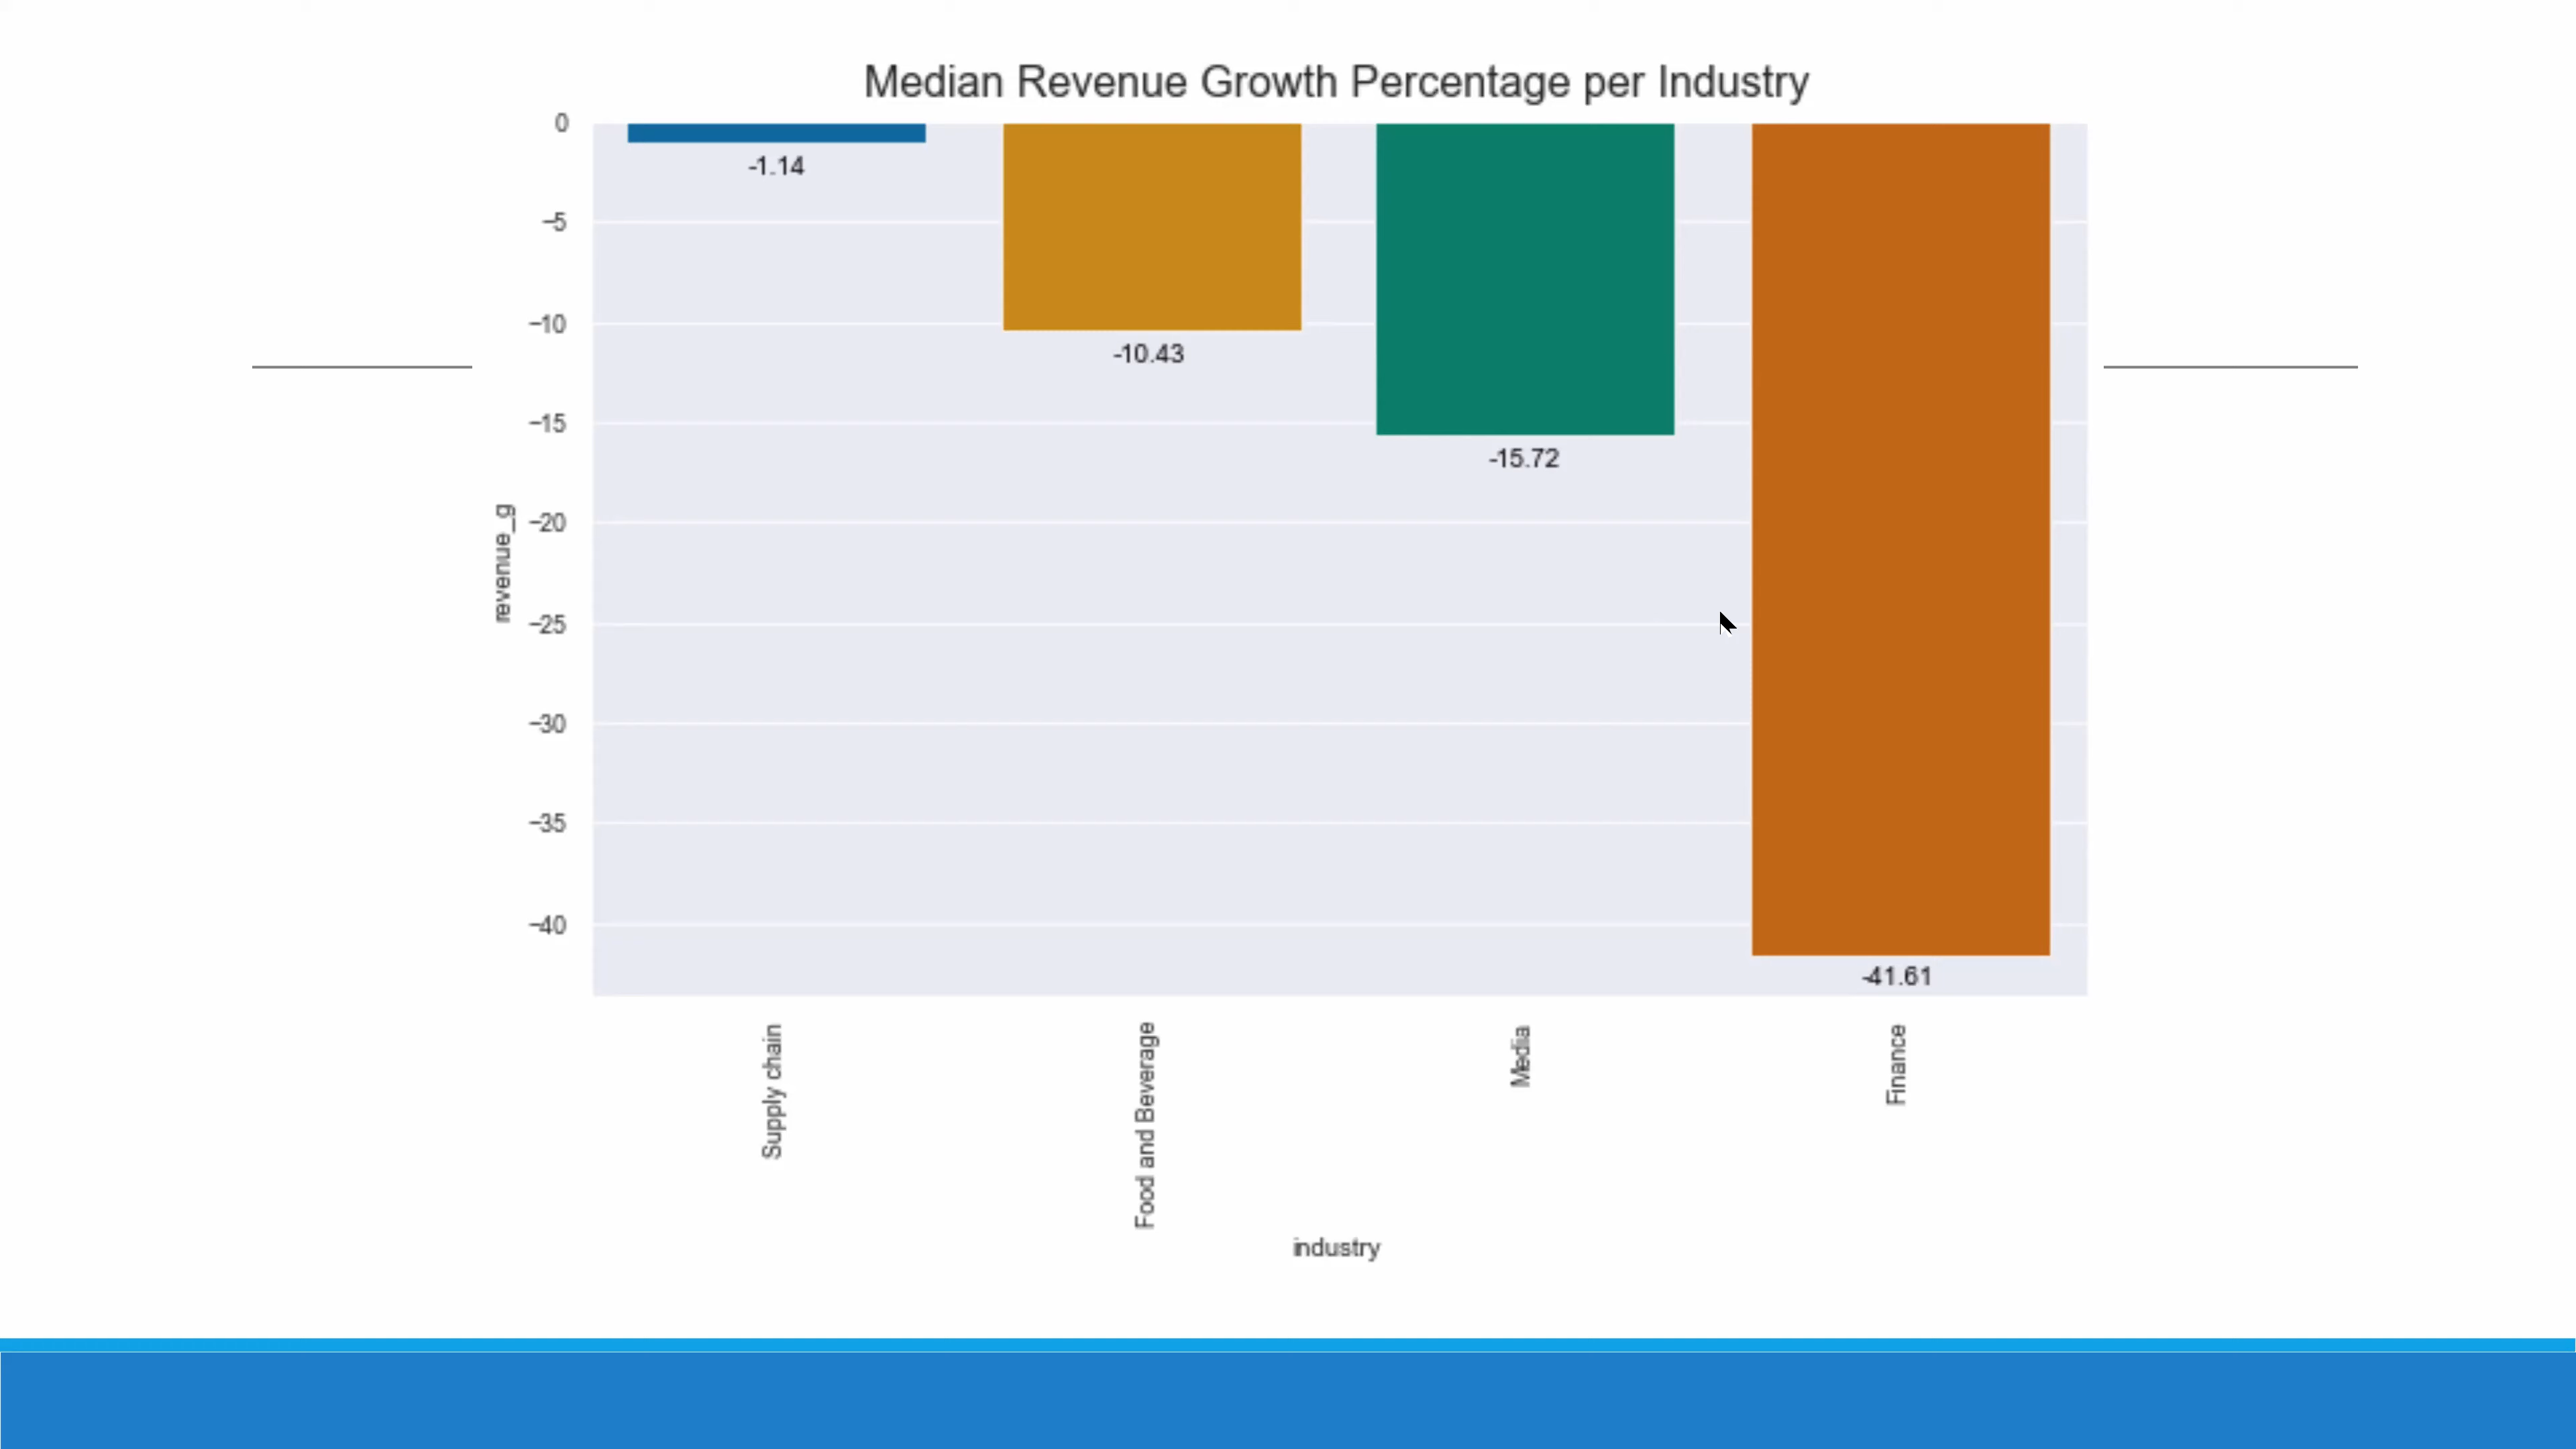 Median Revenue Growth Percentage per Industry
0
−5
−10
−15
−20
−25
−30
−35
−40
revenue_g
-1.14
-10.43
-15.72
-41.61
Supply chain
Food and Beverage
Media
Finance
industry